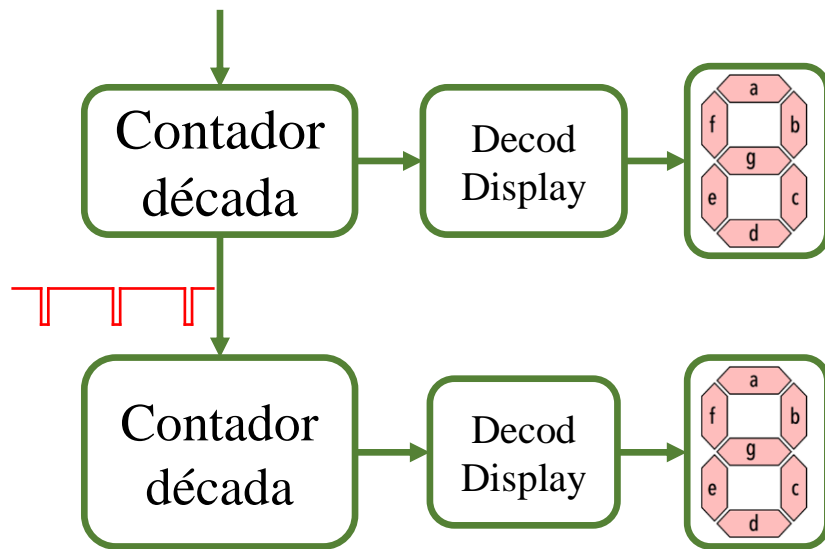 Contador
década
Decod
Display
a
f
b
g
e
c
d
Contador
década
Decod
Display
a
f
b
g
e
c
d